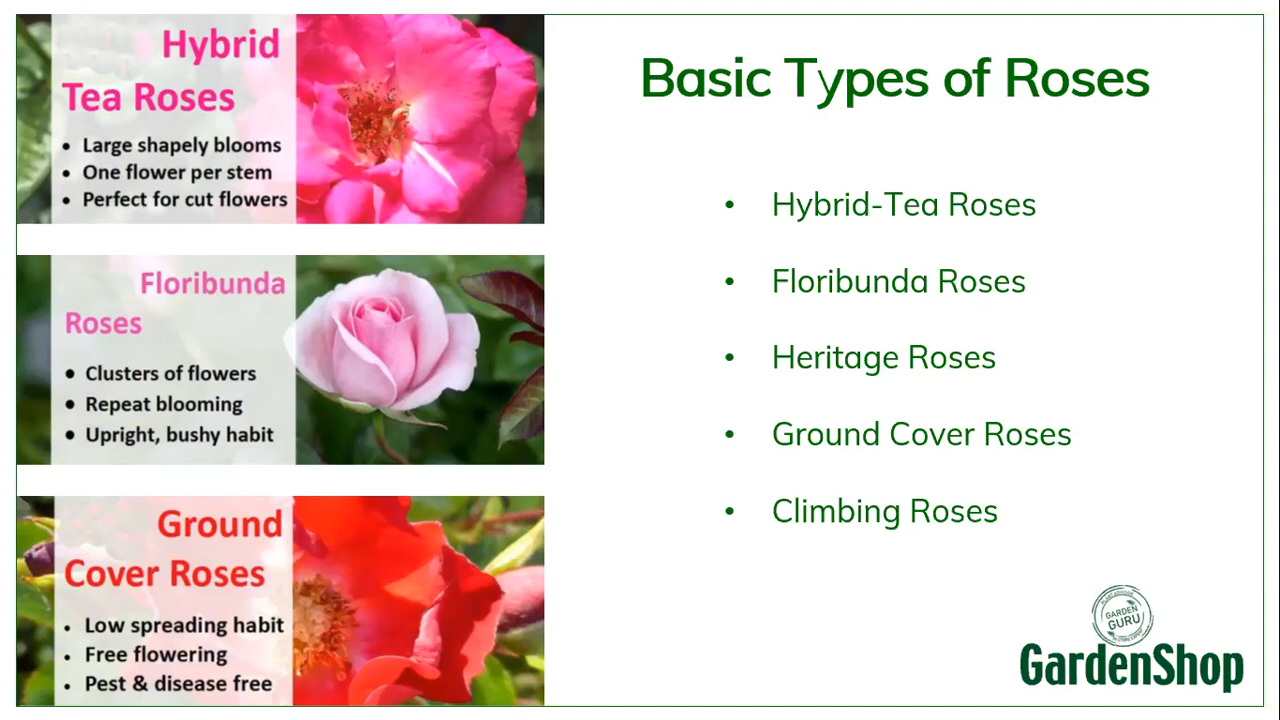 Hybrid
Tea Roses
• Large shapely blooms
• One flower per stem
• Perfect for cut flowers
Floribunda
Roses
• Clusters of flowers
• Repeat blooming
• Upright, bushy habit
Ground
Cover Roses
• Low spreading habit
• Free flowering
• Pest & disease free
Basic Types of Roses
• Hybrid-Tea Roses
• Floribunda Roses
• Heritage Roses
• Ground Cover Roses
• Climbing Roses
GARDEN
GURU
GardenShop